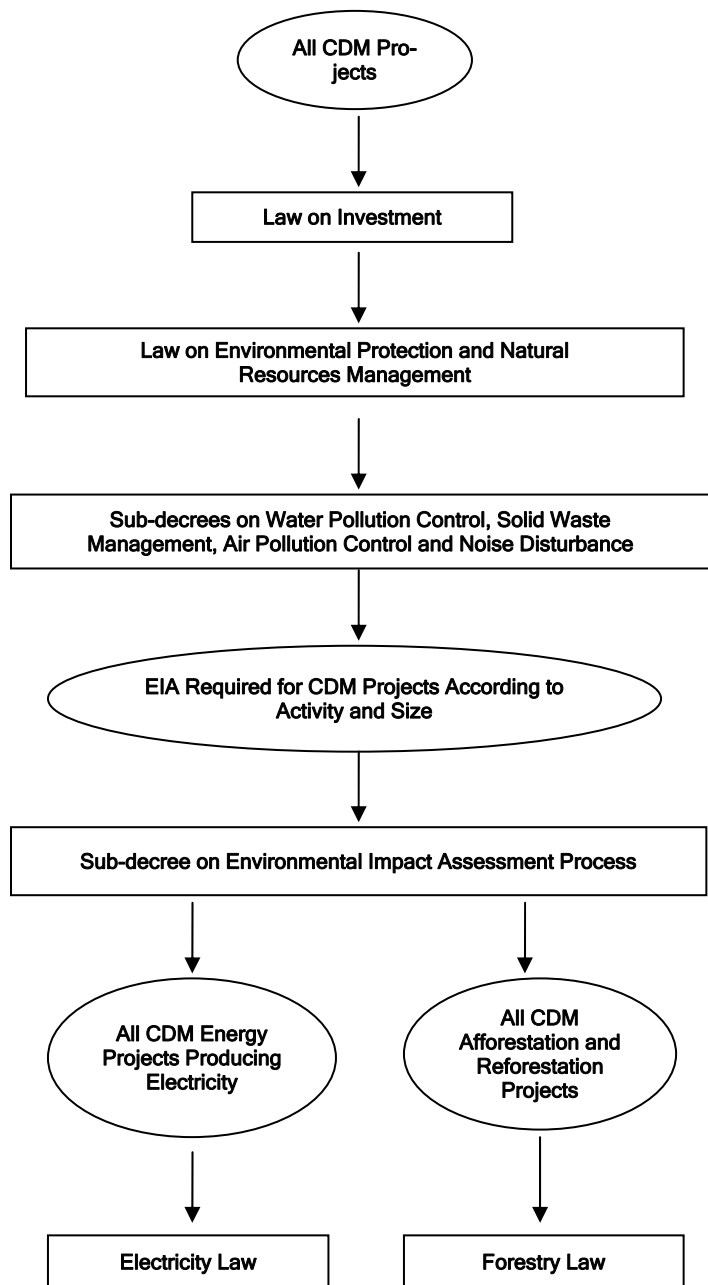 All CDM Pro-
jects
Law on Investment
Law on Environmental Protection and Natural
Resources Management
Sub-decrees on Water Pollution Control, Solid Waste
Management, Air Pollution Control and Noise Disturbance
EIA Required for CDM Projects According to
Activity and Size
Sub-decree on Environmental Impact Assessment Process
All CDM Energy
Projects Producing
Electricity
All CDM
Afforestation and
Reforestation
Projects
Electricity Law
Forestry Law